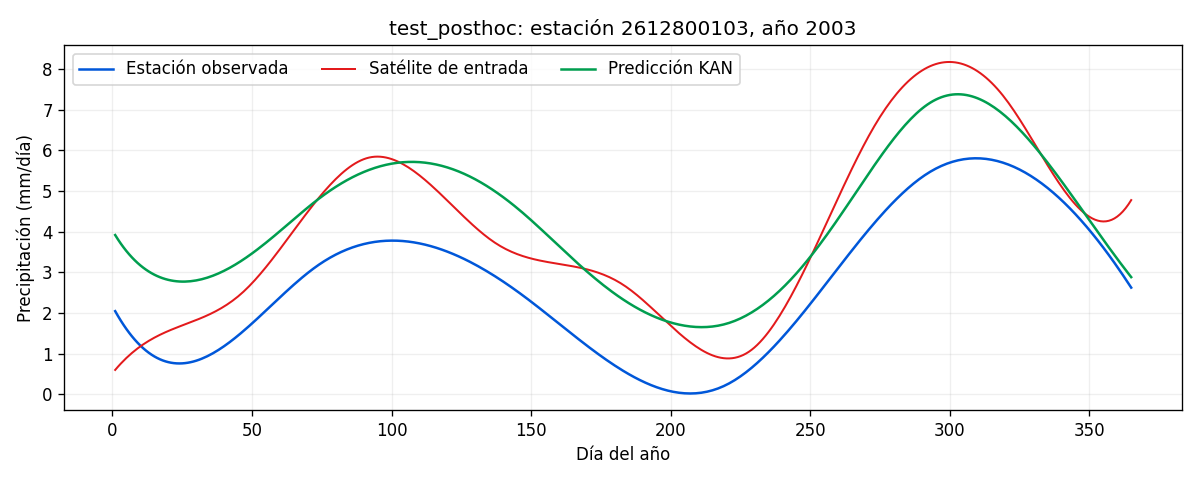 test_posthoc: estación 2612800103, año 2003
Estación observada Satélite de entrada Predicción KAN
Precipitación (mm/día)
8
7
6
5
4
3
2
1
0
0 50 100 150 200 250 300 350
Día del año